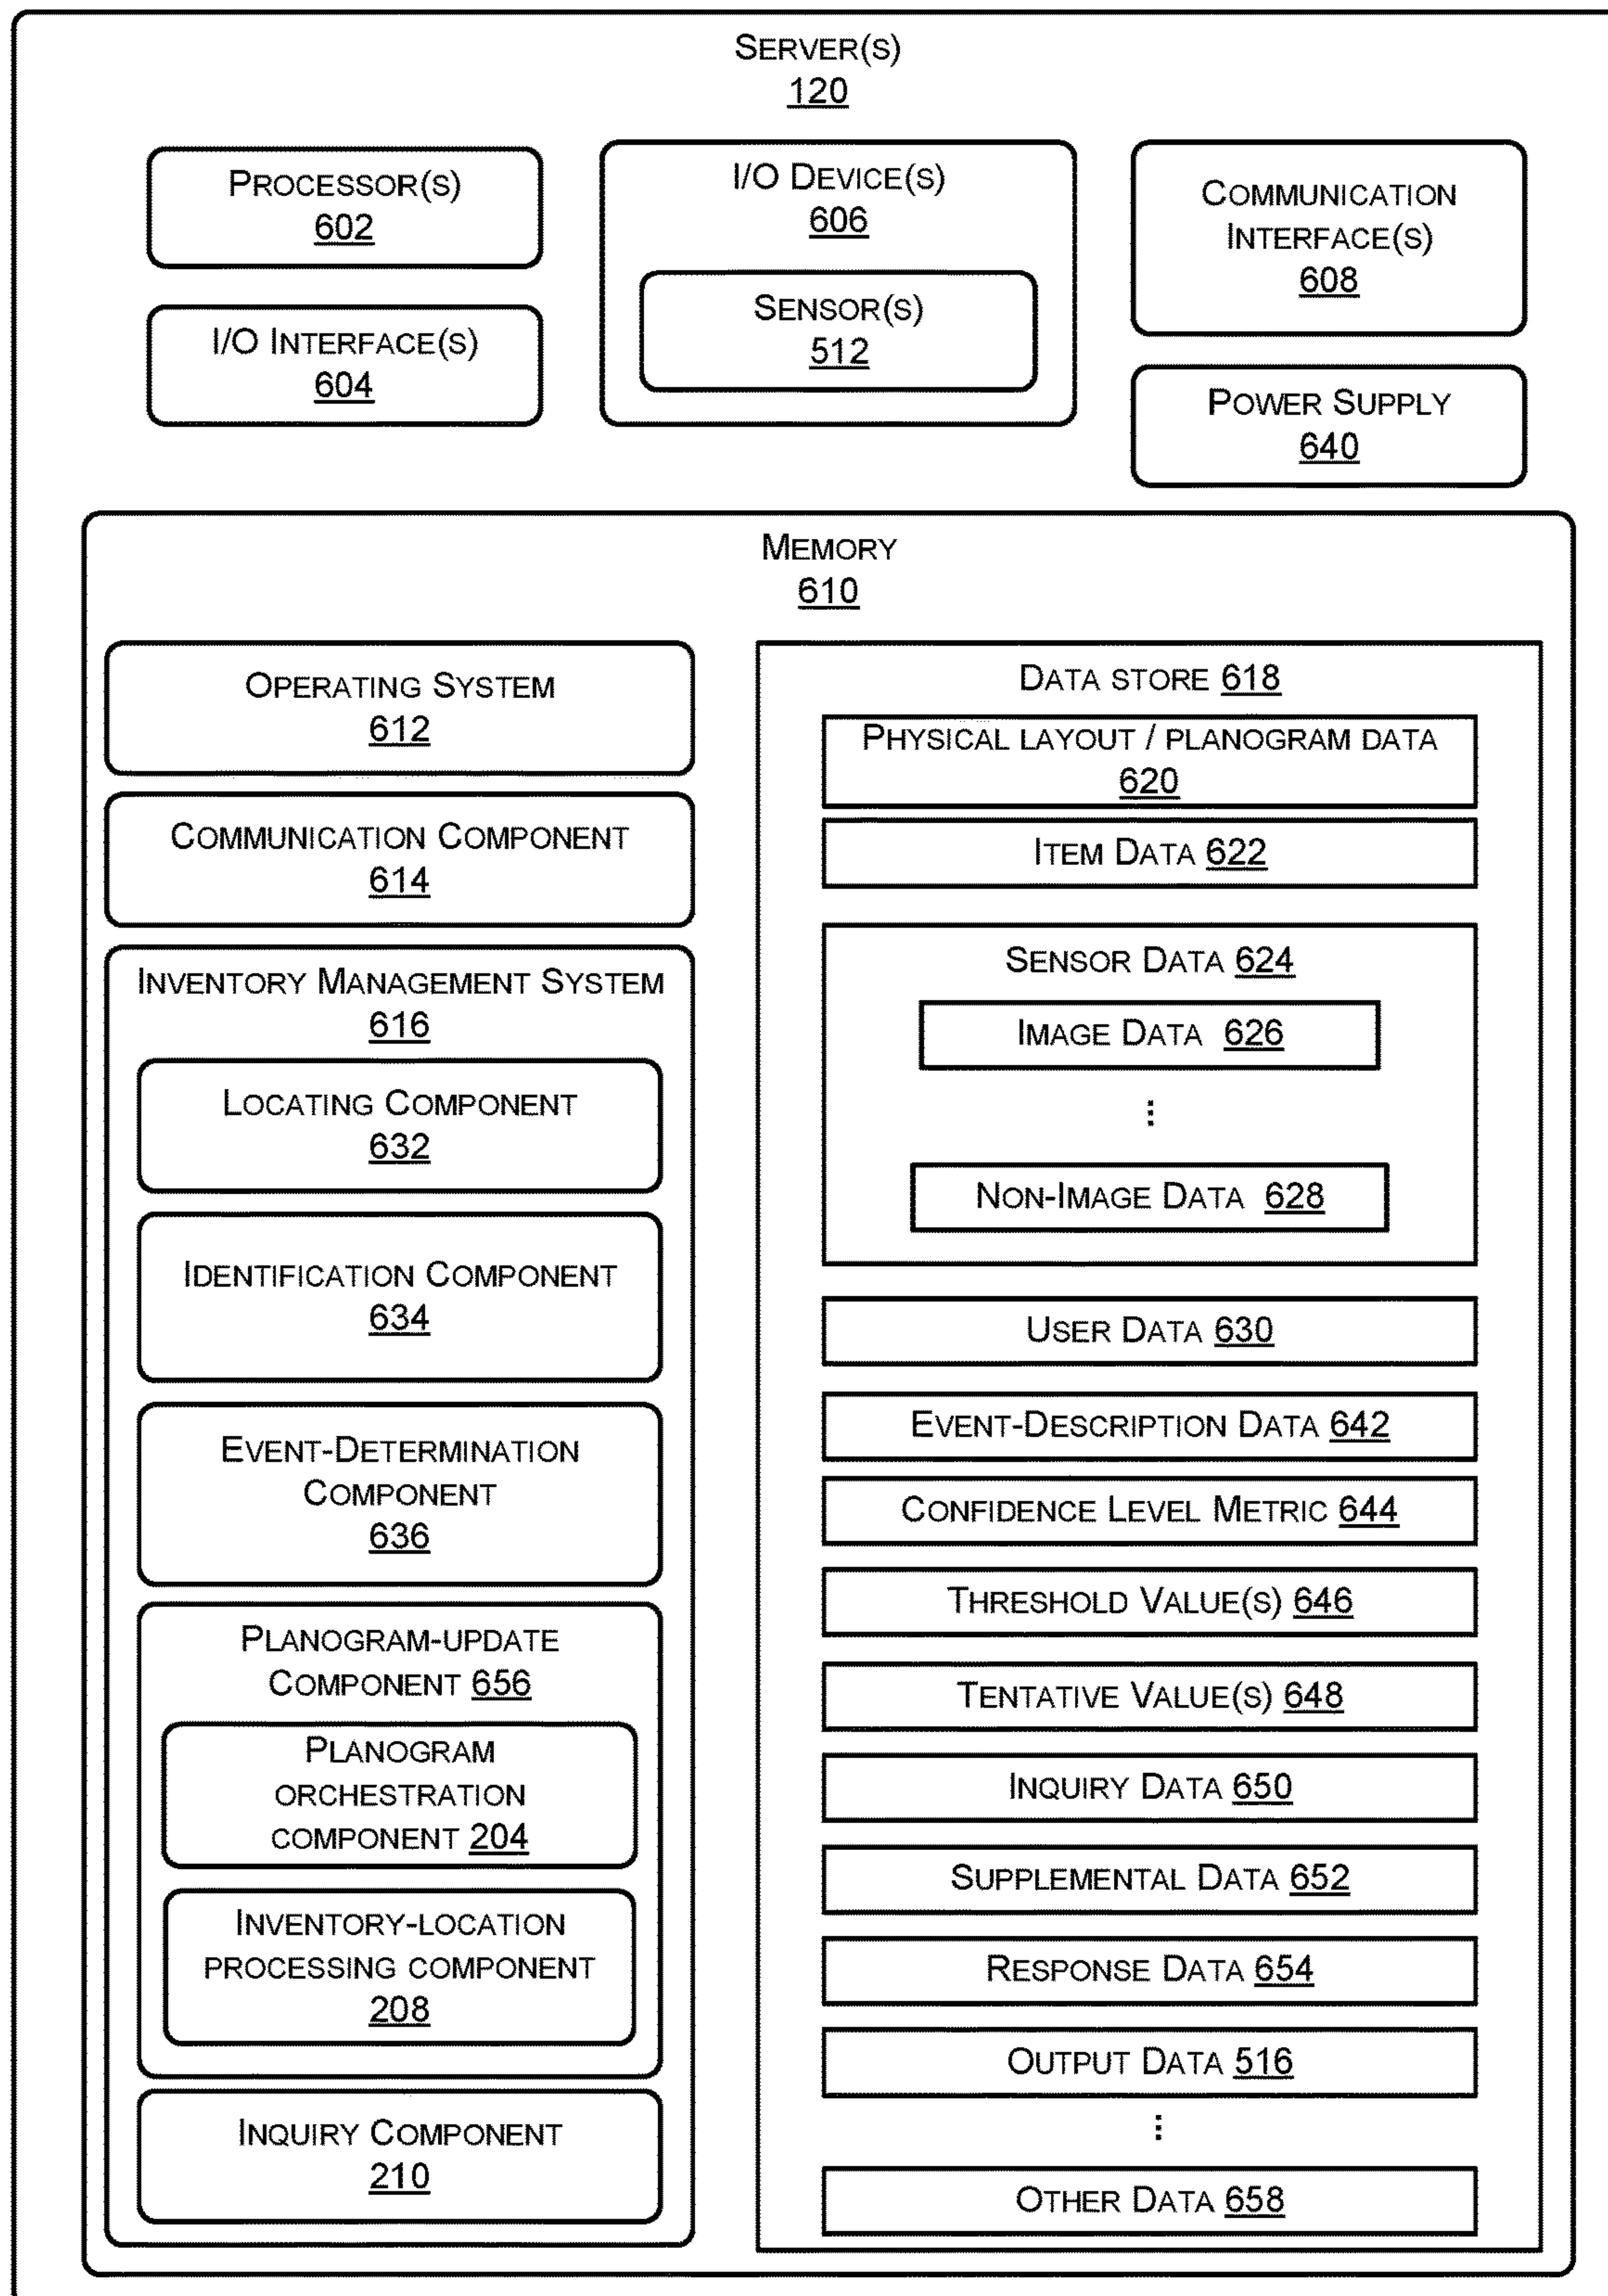 SERVER(S)
120
PROCESSOR(S)
602
I/O INTERFACE(S)
604
I/O DEVICE(S)
606
SENSOR(S)
512
COMMUNICATION
INTERFACE(S)
608
POWER SUPPLY
640
MEMORY
610
OPERATING SYSTEM
612
COMMUNICATION COMPONENT
614
INVENTORY MANAGEMENT SYSTEM
616
LOCATING COMPONENT
632
IDENTIFICATION COMPONENT
634
EVENT-DETERMINATION
COMPONENT
636
PLANOGRAM-UPDATE
COMPONENT 656
PLANOGRAM
ORCHESTRATION
COMPONENT 204
INVENTORY-LOCATION
PROCESSING COMPONENT
208
INQUIRY COMPONENT
210
DATA STORE 618
PHYSICAL LAYOUT / PLANOGRAM DATA
620
ITEM DATA 622
SENSOR DATA 624
IMAGE DATA 626
⋮
NON-IMAGE DATA 628
USER DATA 630
EVENT-DESCRIPTION DATA 642
CONFIDENCE LEVEL METRIC 644
THRESHOLD VALUE(S) 646
TENTATIVE VALUE(S) 648
INQUIRY DATA 650
SUPPLEMENTAL DATA 652
RESPONSE DATA 654
OUTPUT DATA 516
⋮
OTHER DATA 658